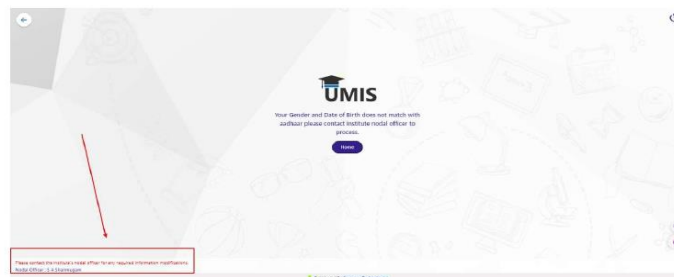 UMIS
Your Gender and Date of Birth does not match with
aadhaar please contact institute nodal officer to
process.
Home
Please contact the institute's nodal officer for any required information modifications
Nodal Officer : S A Shanmugam